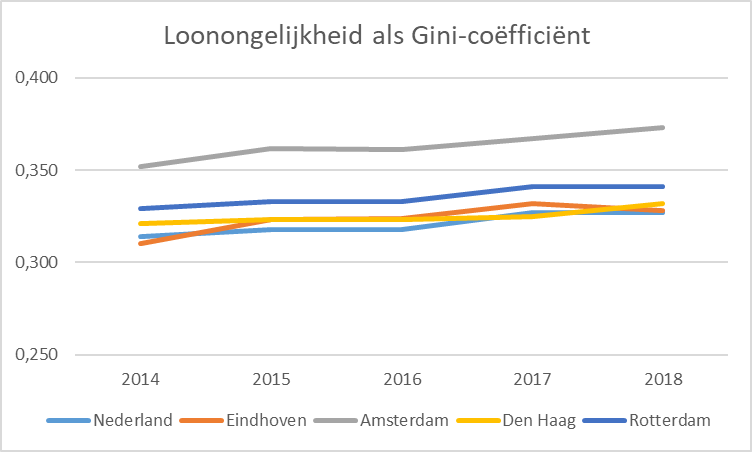 Loonongelijkheid als Gini-coëfficiënt
0,400
0,350
0,300
0,250
2014 2015 2016 2017 2018
Nederland Eindhoven Amsterdam Den Haag Rotterdam